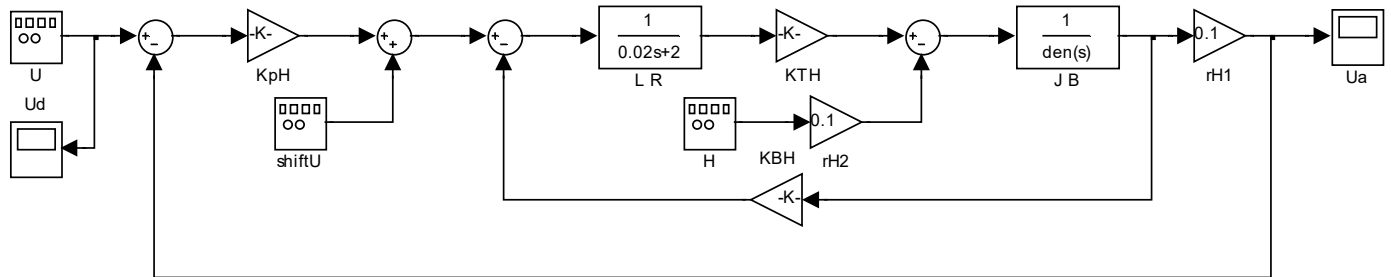 U
Ud
+
−
-K-
KpH
+
+
shiftU
+
−
1
0.02s+2
L R
-K-
KTH
+
−
H
0.1
rH2
KBH
-K-
1
den(s)
J B
0.1
rH1
Ua